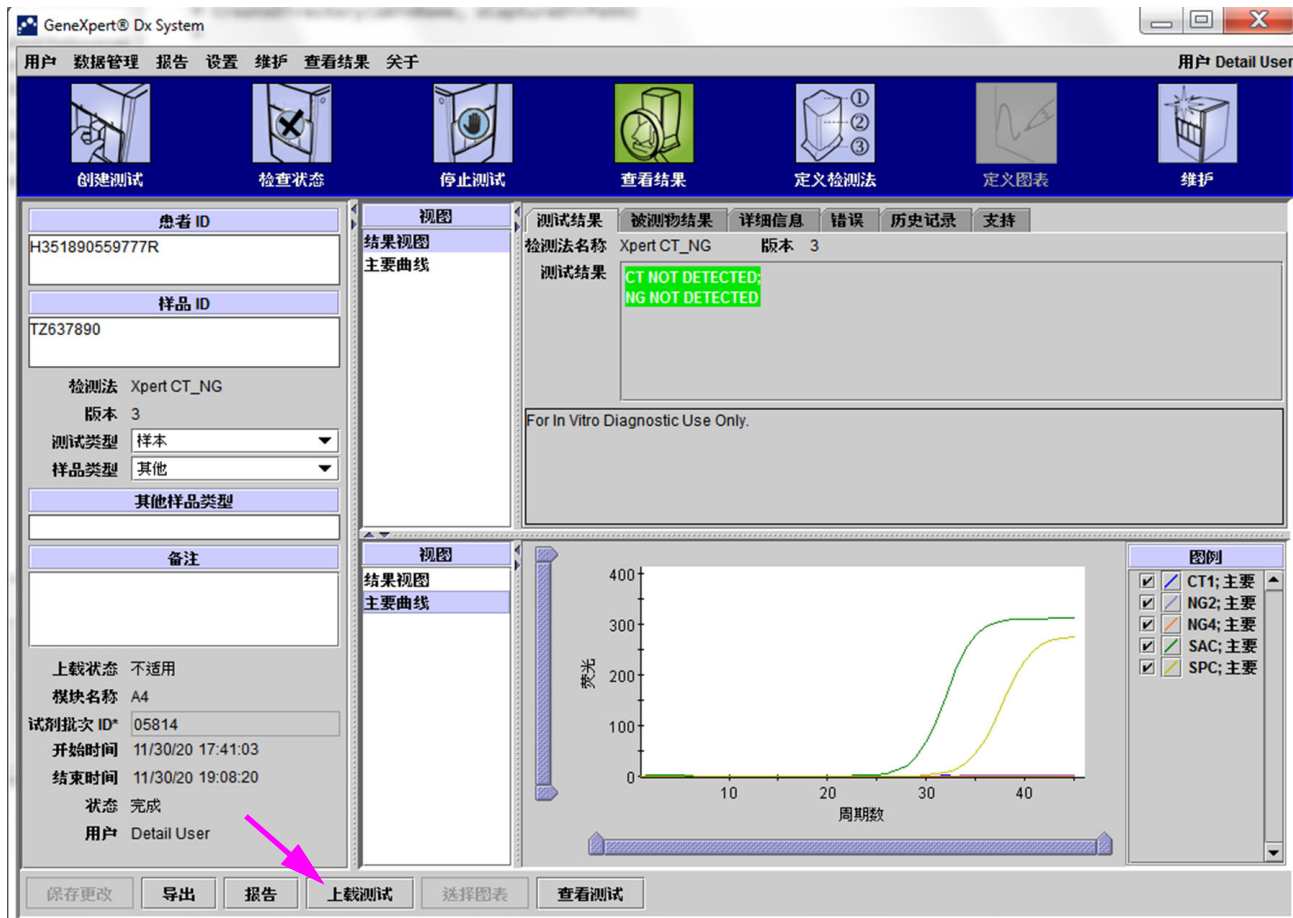 GeneXpert® Dx System
用户 数据管理 报告 设置 维护 查看结果 关于
用户 Detail User
创建测试
检查状态
停止测试
查看结果
①
②
③
定义检测法
定义图表
维护
患者 ID
H351890559777R
样品 ID
TZ637890
检测法 Xpert CT_NG
版本 3
测试类型 样本
样品类型 其他
其他样品类型
备注
上载状态 不适用
模块名称 A4
试剂批次 ID* 05814
开始时间 11/30/20 17:41:03
结束时间 11/30/20 19:08:20
状态 完成
用户 Detail User
视图
结果视图
主要曲线
测试结果 被测物结果 详细信息 错误 历史记录 支持
检测法名称 Xpert CT_NG 版本 3
测试结果 CT NOT DETECTED;
NG NOT DETECTED
For In Vitro Diagnostic Use Only.
视图
结果视图
主要曲线
400
300
200
100
0
荧光
10 20 30 40
周期数
图例
CT1; 主要
NG2; 主要
NG4; 主要
SAC; 主要
SPC; 主要
保存更改 导出 报告 上载测试 选择图表 查看测试